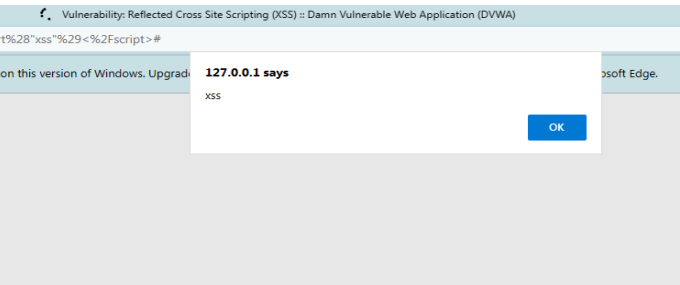 Vulnerability: Reflected Cross Site Scripting (XSS) :: Damn Vulnerable Web Application (DVWA)
t%28"xss"%29<%2Fscript>#
on this version of Windows. Upgrad
osoft Edge.
127.0.0.1 says
xss
OK